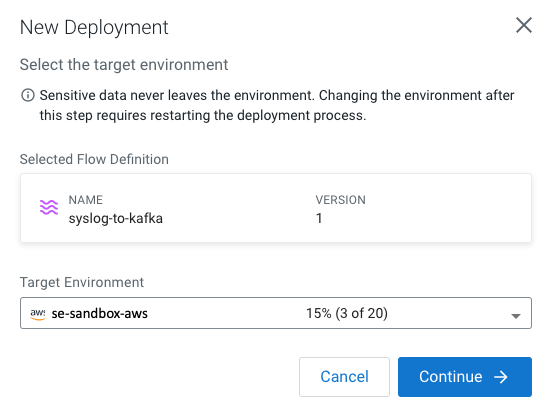 New Deployment
Select the target environment
Sensitive data never leaves the environment. Changing the environment after
this step requires restarting the deployment process.
Selected Flow Definition
NAME VERSION
syslog-to-kafka 1
Target Environment
aws se-sandbox-aws 15% (3 of 20)
Cancel Continue